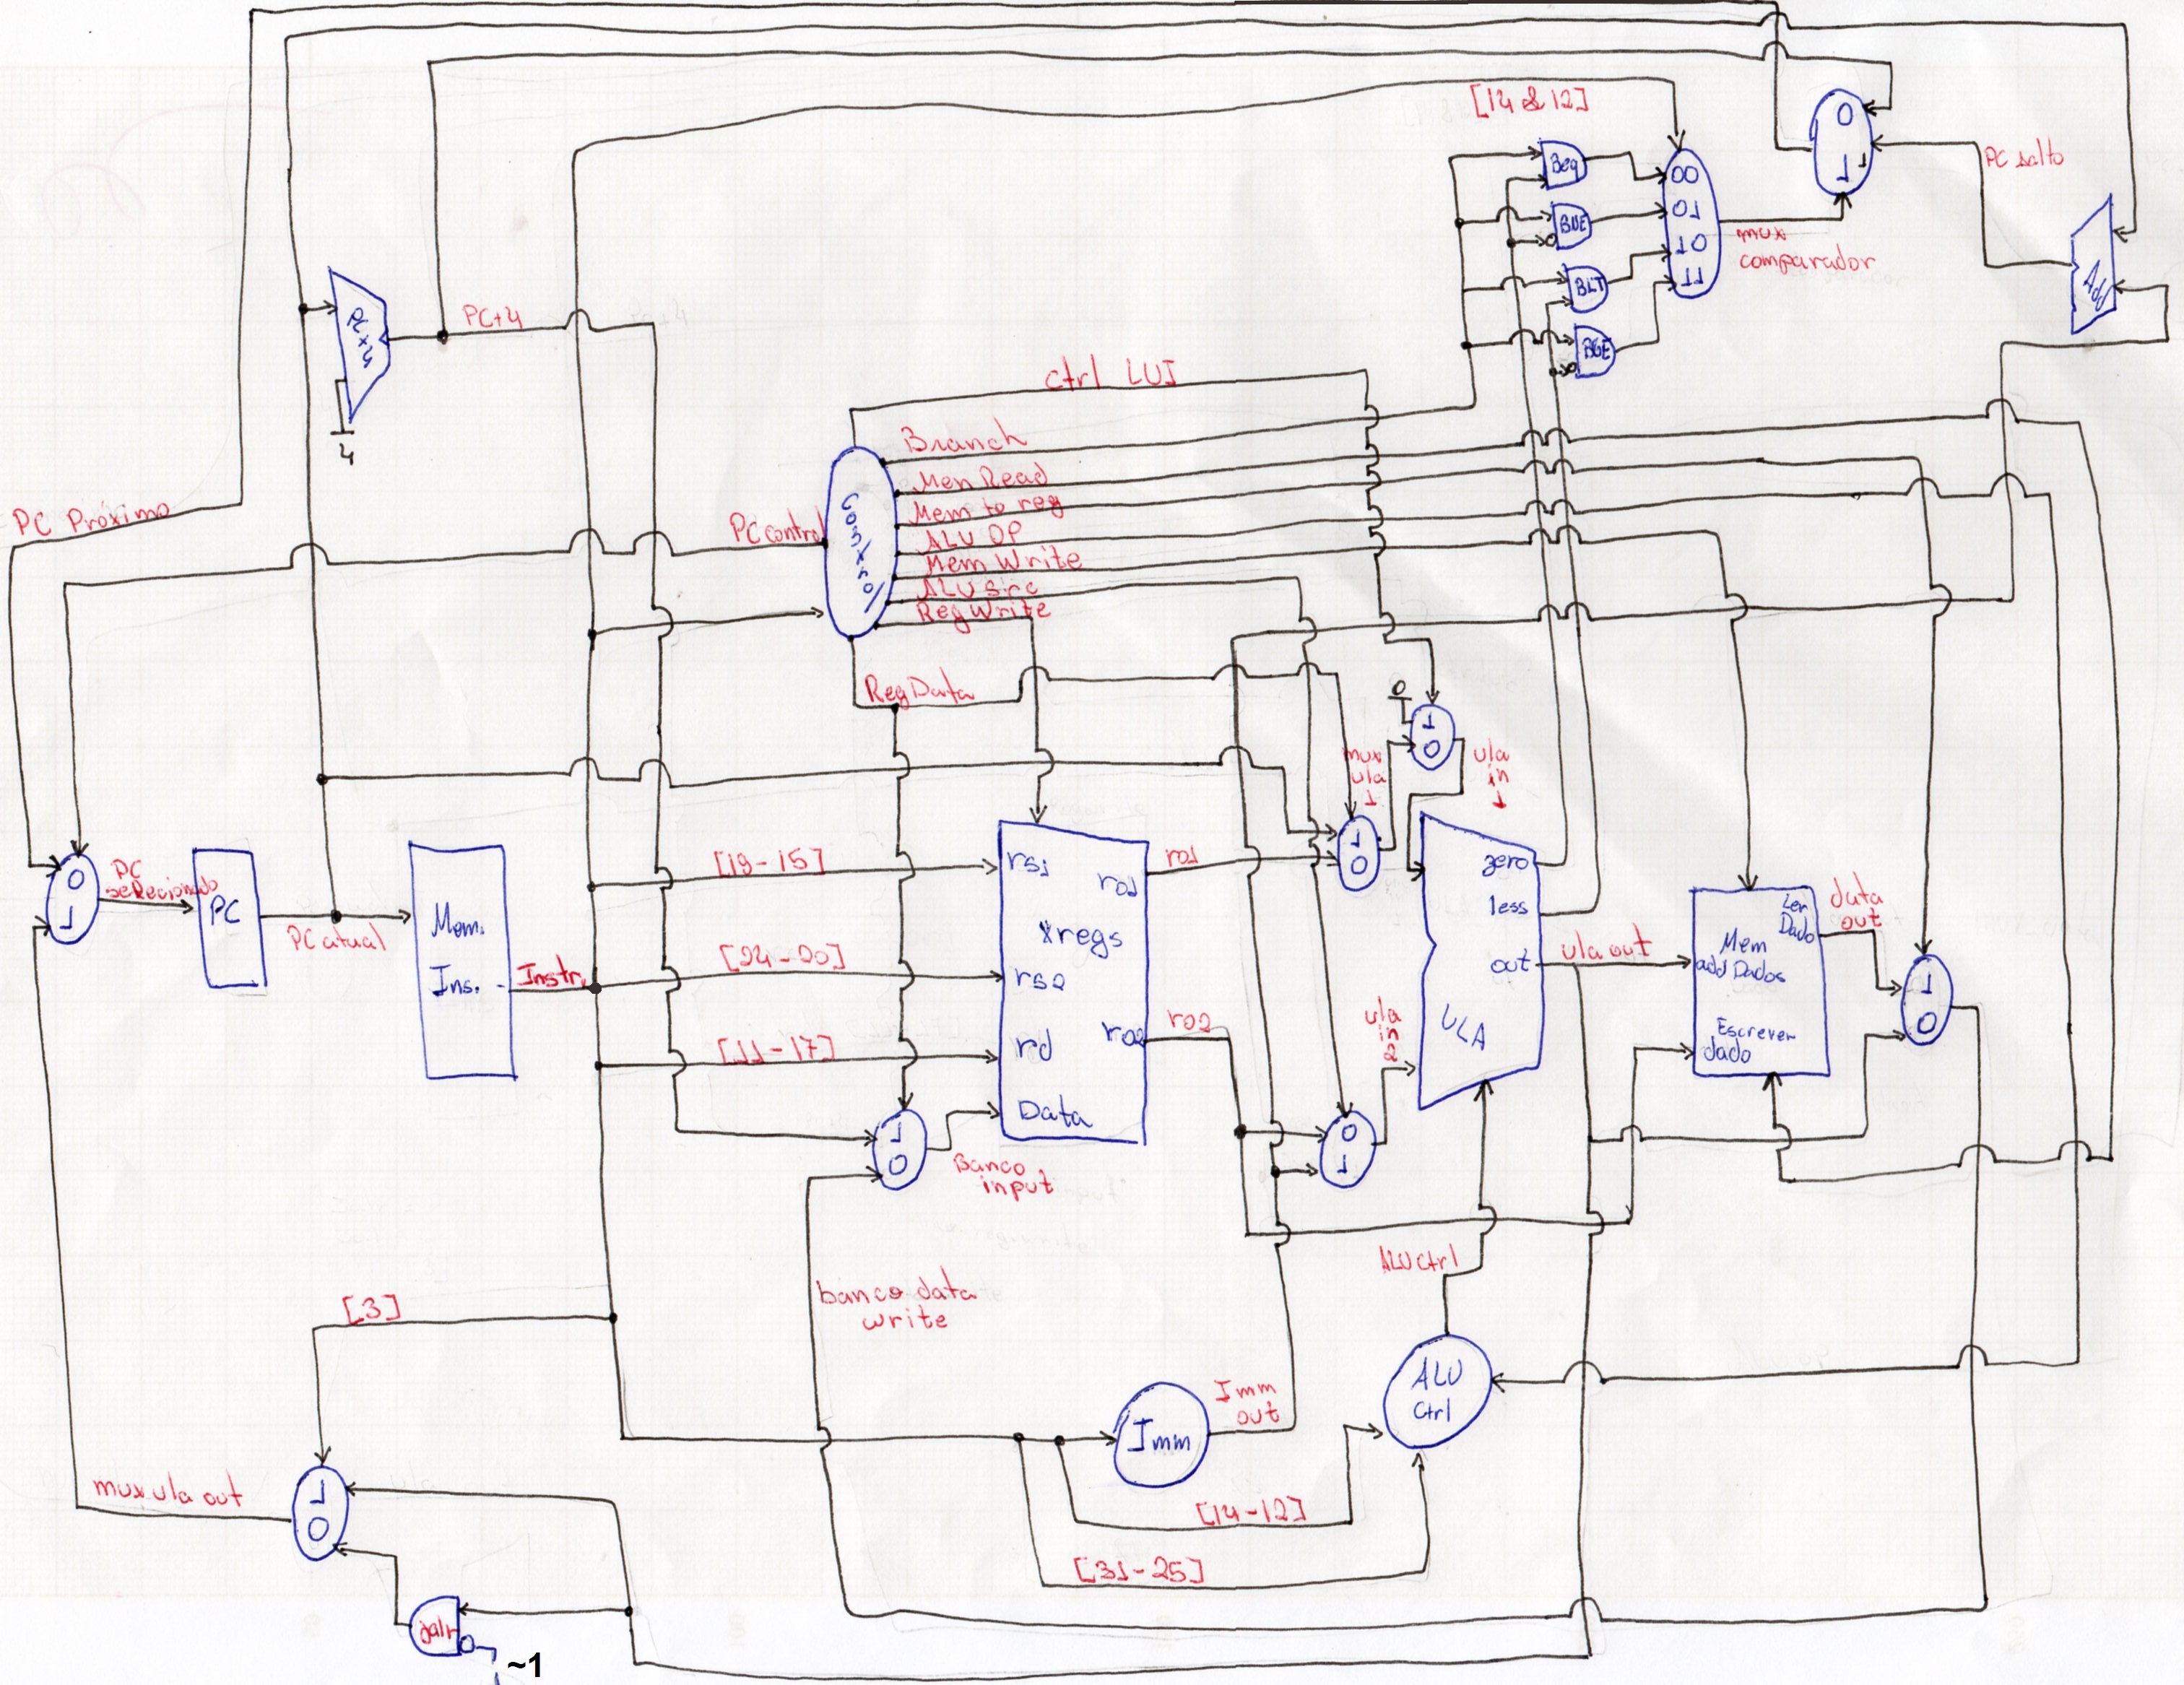 [14 & 12]
0
1
PC salto
Beq
BNE
BLT
BGE
00
01
10
11
mux
comparador
Add
PC+4
PC+4
4
ctrl LUI
Branch
Men Read
Mem to reg
ALU OP
Mem Write
ALU src
Reg Write
Control
PC control
PC Próximo
RegData
0
1
0
mux
ula
1
ula
in
1
0
1
PC
selecionado
PC
PC atual
Mem.
Ins.
Instr.
[19-15]
[24-20]
[11-17]
rs1
ro1
Xregs
rs2
rd
ro2
Data
ro1
ro2
1
0
zero
less
out
ULA
ula out
ula
in
2
Ler
Dado
Mem
add Dados
Escrever
dado
data
out
1
0
1
0
Banco
input
0
1
banco data
write
ALU ctrl
[3]
ALU
Ctrl
Imm
Imm
out
[14-12]
[31-25]
mux ula out
1
0
jalr
~1